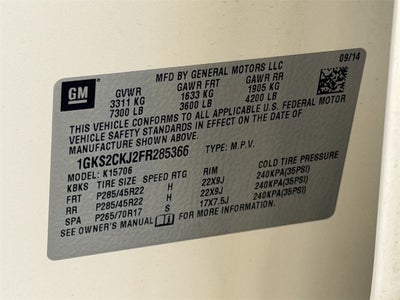 GM
MFD BY GENERAL MOTORS LLC 09/14
GVWR GAWR FRT GAWR RR
3311 KG 1633 KG 1905 KG
7300 LB 3600 LB 4200 LB
THIS VEHICLE CONFORMS TO ALL APPLICABLE U.S. FEDERAL MOTOR
VEHICLE SAFETY STANDARDS IN EFFECT ON THE DATE OF
MANUFACTURE SHOWN ABOVE.
1GKS2CKJ2FR285366 TYPE: M.P.V.
MODEL: K15706
KBKS TIRE SIZE SPEED RTG RIM COLD TIRE PRESSURE
FRT P285/45R22 H 22X9J 240KPA(35PSI)
RR P285/45R22 H 22X9J 240KPA(35PSI)
SPA P265/70R17 S 17X7.5J 240KPA(35PSI)
SEE OWNER'S MANUAL FOR MORE INFORMATION.